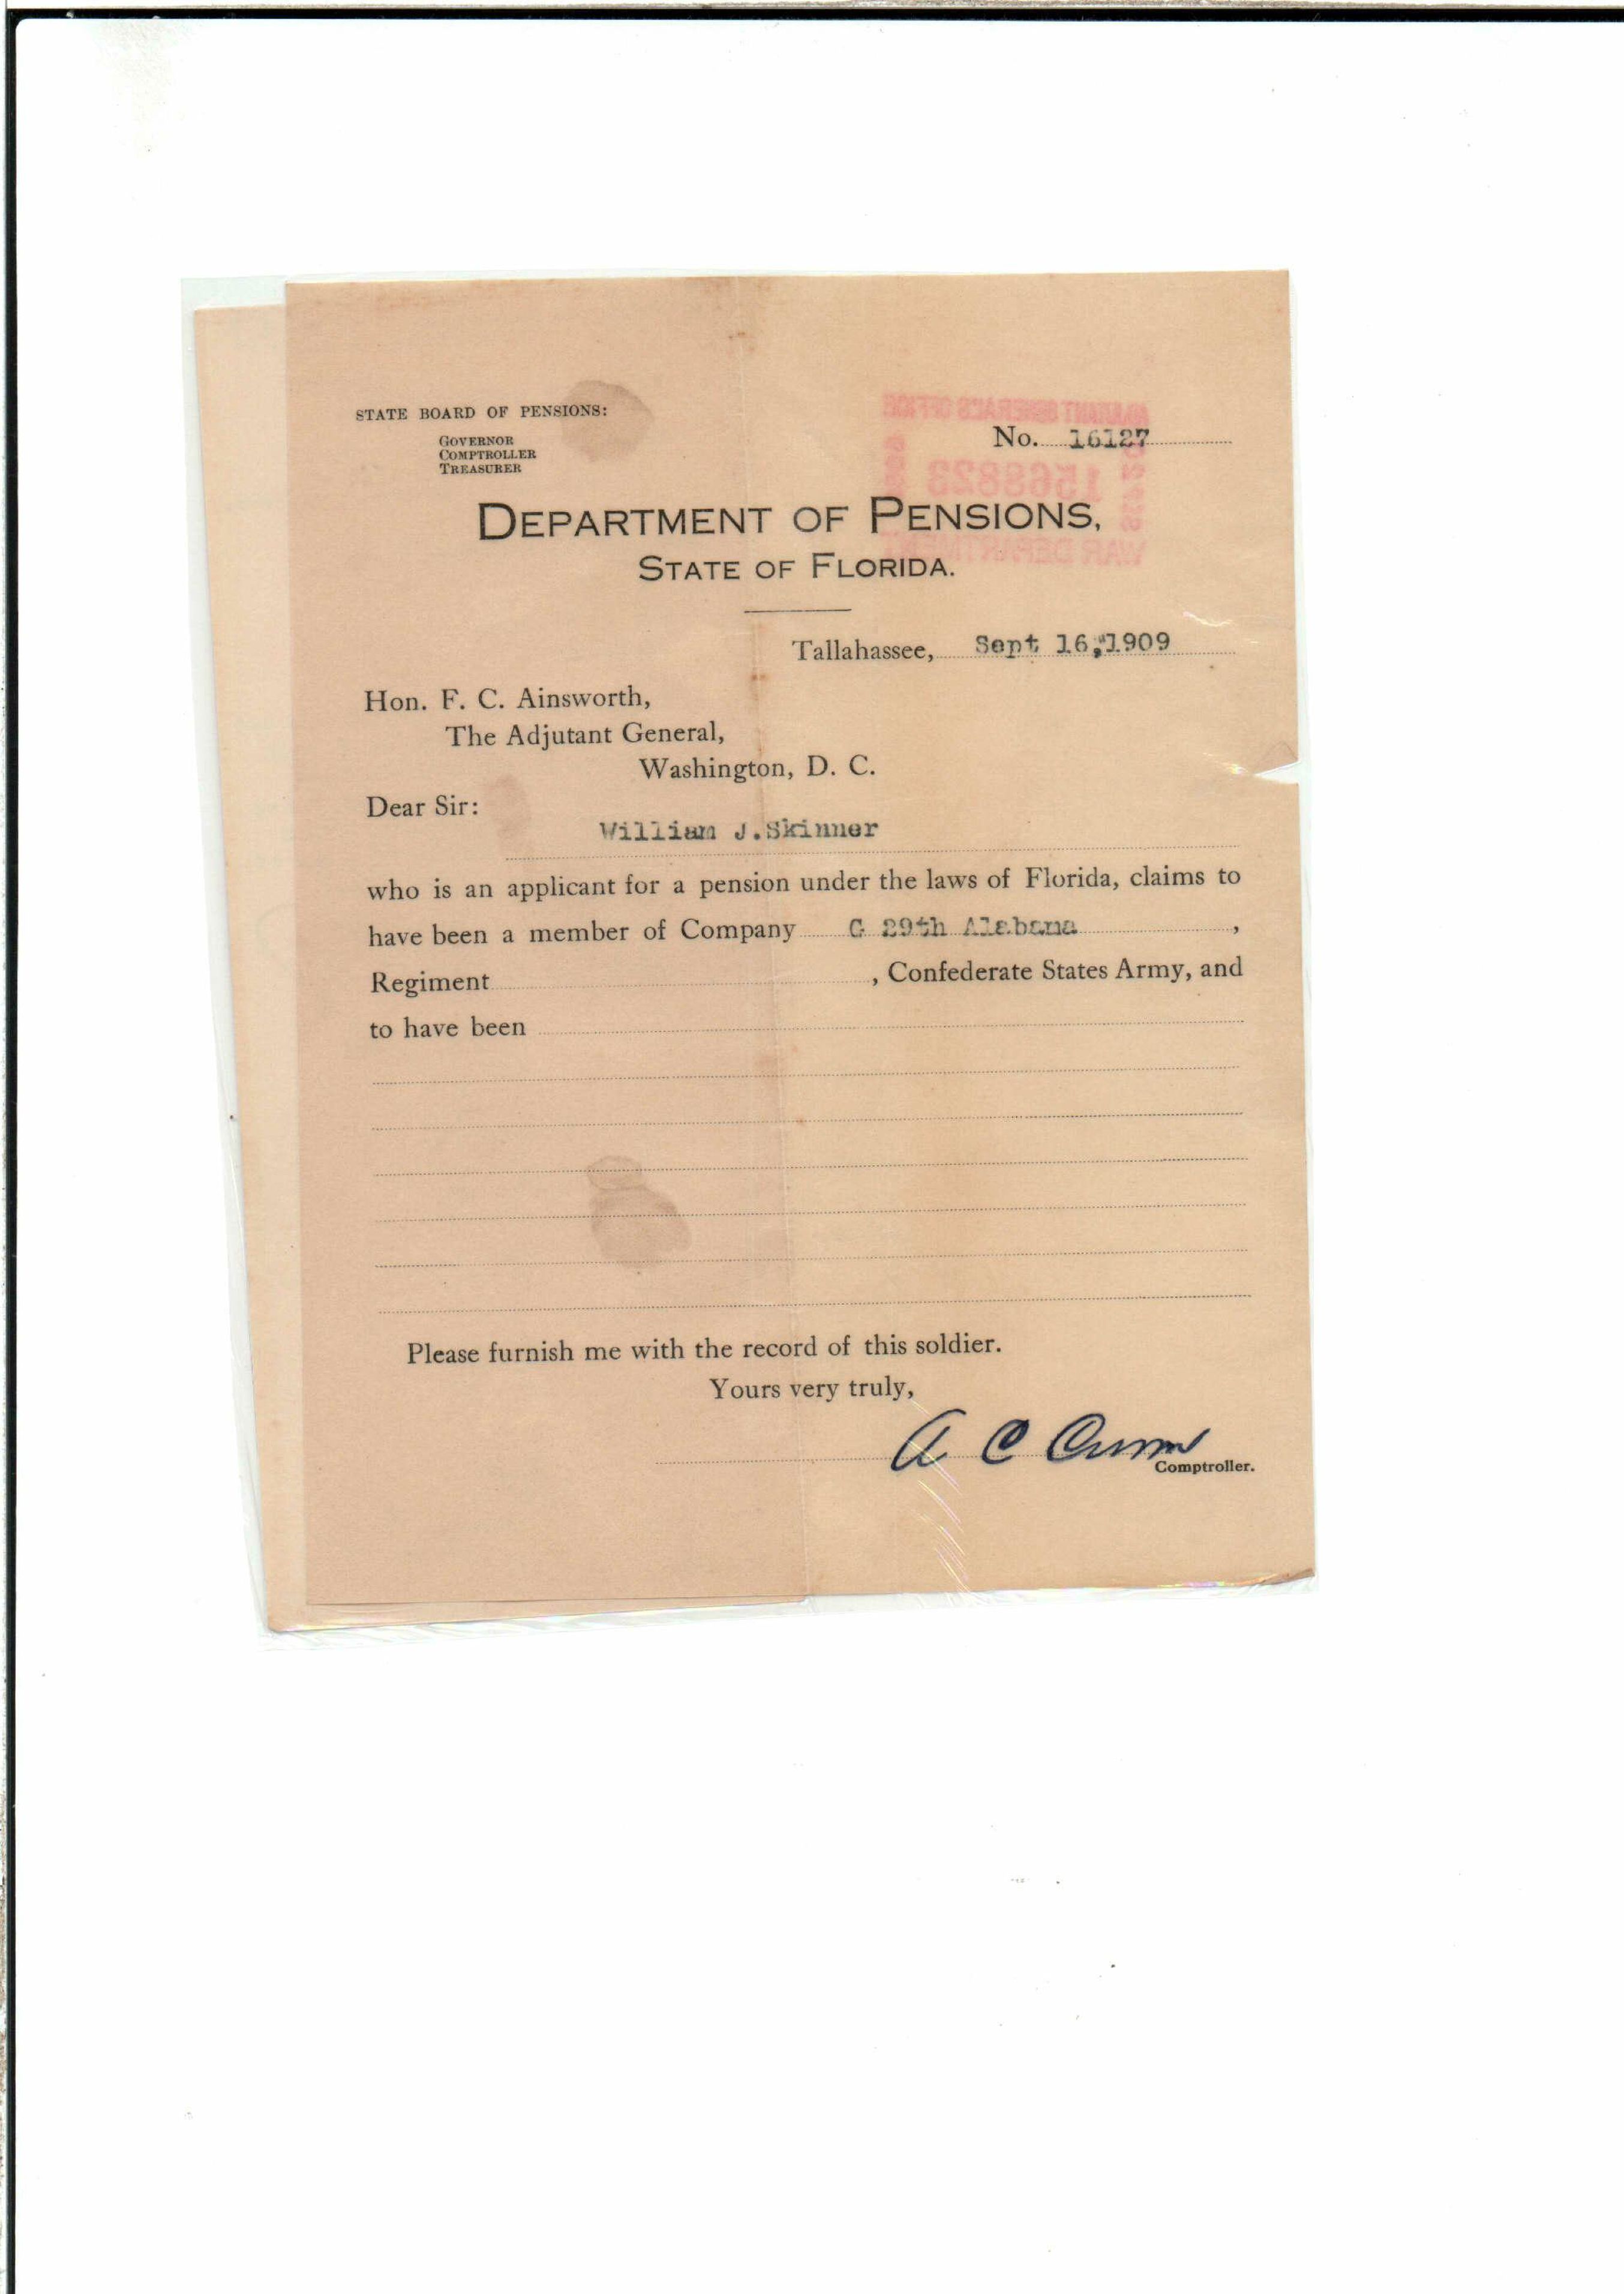 STATE BOARD OF PENSIONS:
GOVERNOR
COMPTROLLER
TREASURER
No. 16127
ADJUTANT GENERAL'S OFFICE
1568823
WAR DEPARTMENT
DEPARTMENT OF PENSIONS,
STATE OF FLORIDA.
Tallahassee, Sept 16, 1909
Hon. F. C. Ainsworth,
The Adjutant General,
Washington, D. C.
Dear Sir:
William J. Skinner
who is an applicant for a pension under the laws of Florida, claims to
have been a member of Company 29th Alabama,
Regiment, Confederate States Army, and
to have been
Please furnish me with the record of this soldier.
Yours very truly,
A C
Comptroller.